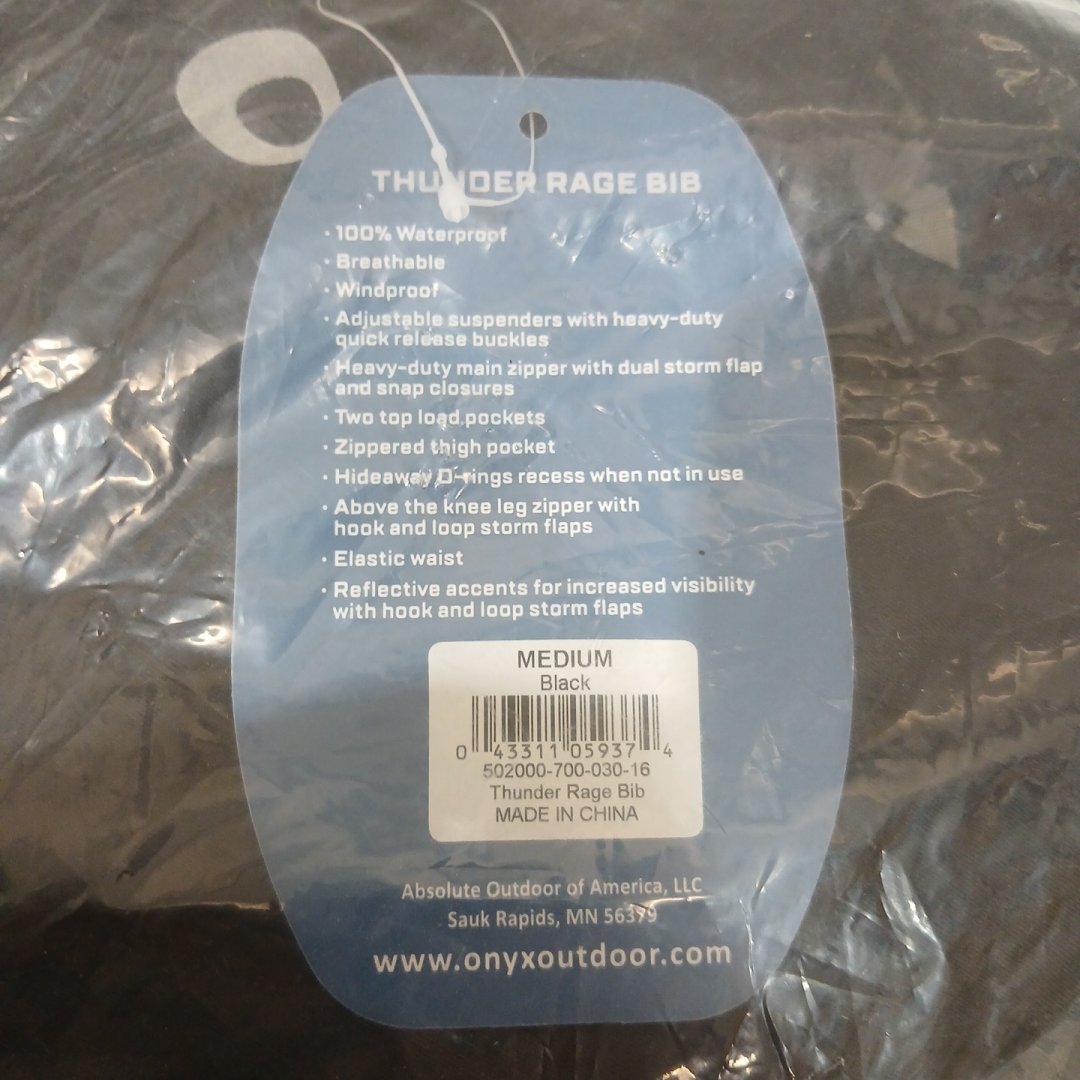 THUNDER RAGE BIB
· 100% Waterproof
· Breathable
· Windproof
· Adjustable suspenders with heavy-duty
quick release buckles
· Heavy-duty main zipper with dual storm flap
and snap closures
· Two top load pockets
· Zippered thigh pocket
· Hideaway D-rings recess when not in use
· Above the knee leg zipper with
hook and loop storm flaps
· Elastic waist
· Reflective accents for increased visibility
with hook and loop storm flaps
MEDIUM
Black
0 43311 05937 4
502000-700-030-16
Thunder Rage Bib
MADE IN CHINA
Absolute Outdoor of America, LLC
Sauk Rapids, MN 56379
www.onyxoutdoor.com